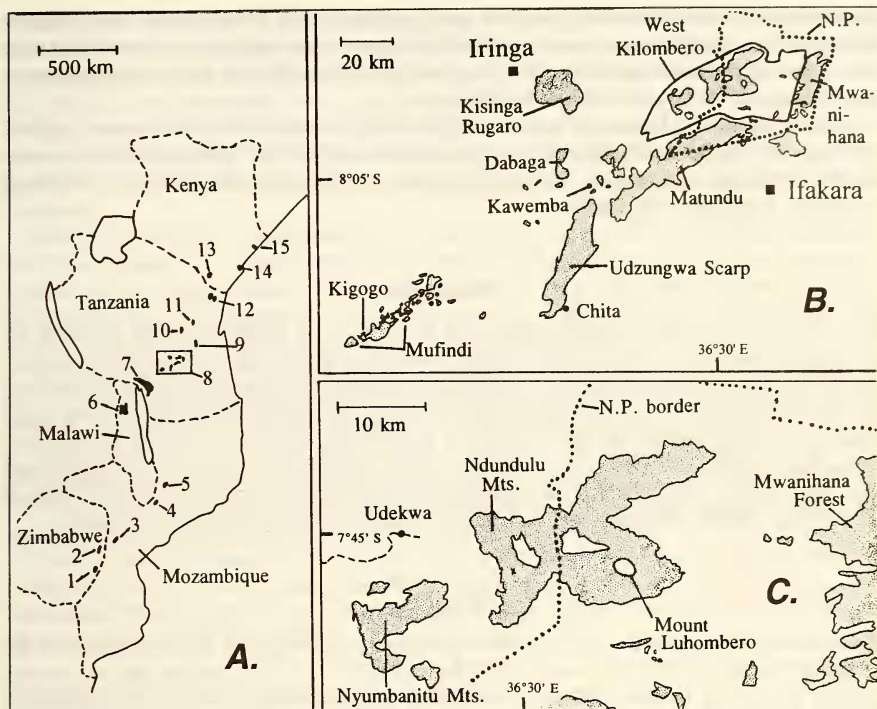 500 km
Kenya
15
13
14
Tanzania
12
11
10
9
8
7
6
Malawi
5
4
Zimbabwe
3
2
1
Mozambique
A.
20 km
Iringa
West
Kilombero
N.P.
Kisinga
Rugaro
Mwa-
ni-
hana
Dabaga
8°05' S
Kawemba
Matundu
Ifakara
Udzungwa Scarp
Kigogo
Chita
Mufindi
B.
36°30' E
10 km
N.P. border
Ndundulu
Mts.
Mwanihana
Forest
Udekwa
7°45' S
C.
Mount
Luhombero
Nyumbanitu Mts.
36°30' E